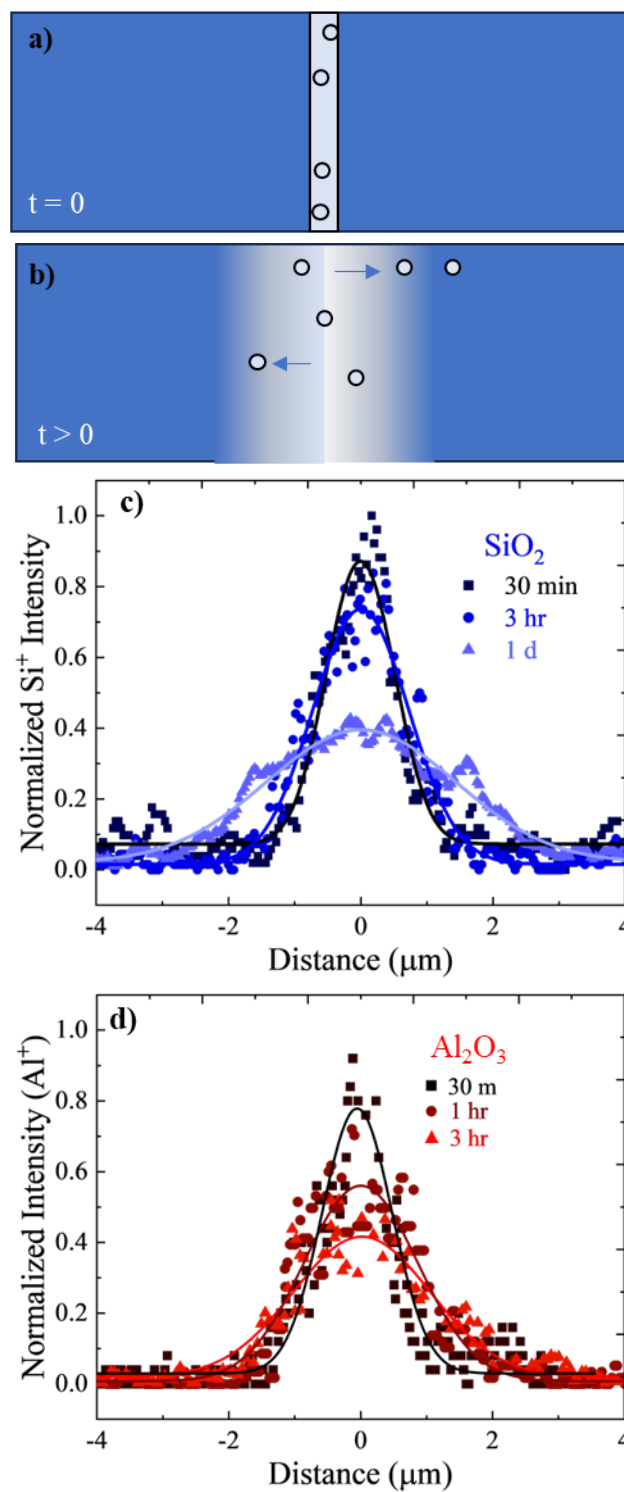 a)
t = 0
b)
t > 0
c)
SiO₂
30 min
3 hr
1 d
Normalized Si⁺ Intensity
1.0
0.8
0.6
0.4
0.2
0.0
-4 -2 0 2 4
Distance (μm)
d)
Al₂O₃
30 m
1 hr
3 hr
Normalized Intensity (Al⁺)
1.0
0.8
0.6
0.4
0.2
0.0
-4 -2 0 2 4
Distance (μm)